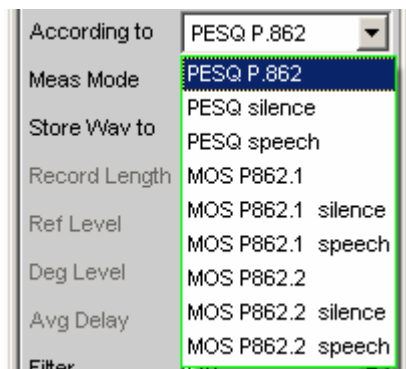 According to PESQ P.862
Meas Mode PESQ P.862
PESQ silence
Store Wav to
PESQ speech
Record Length MOS P862.1
MOS P862.1 silence
Ref Level
MOS P862.1 speech
Deg Level MOS P862.2
Avg Delay MOS P862.2 silence
MOS P862.2 speech
Filter